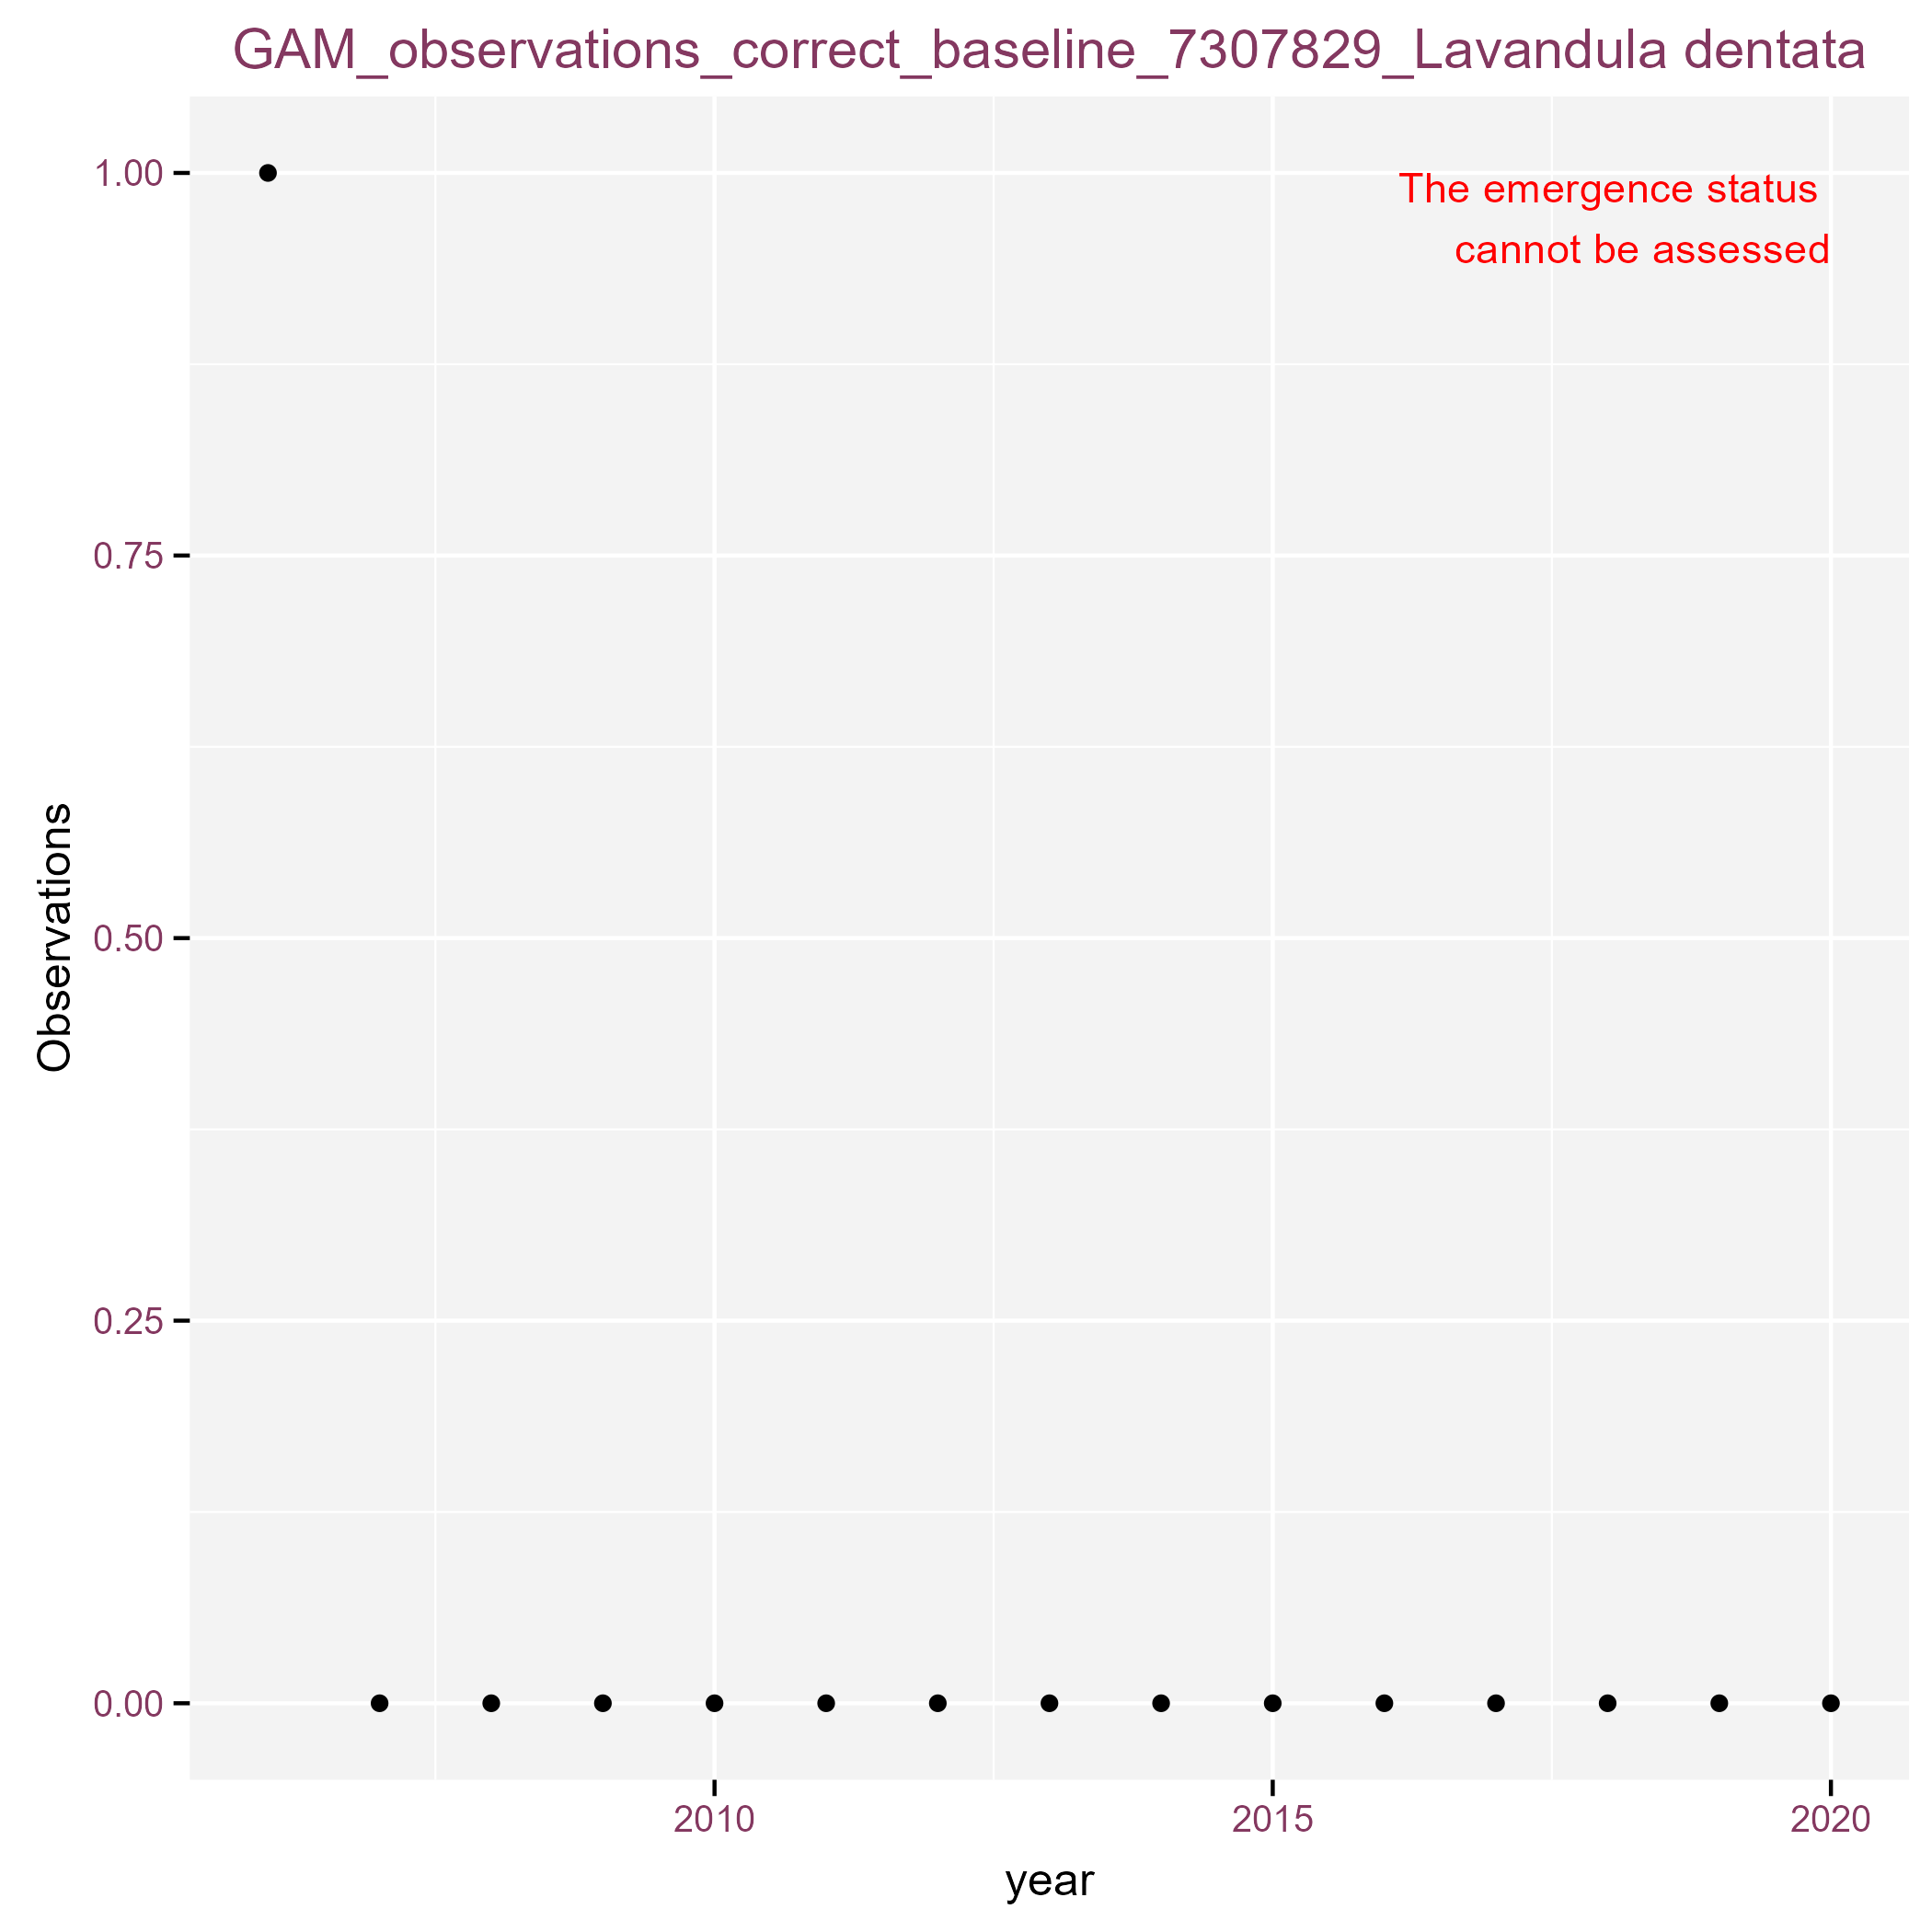 GAM_observations_correct_baseline_7307829_Lavandula dentata
The emergence status
cannot be assessed
1.00
0.75
0.50
0.25
0.00
Observations
2010
2015
2020
year